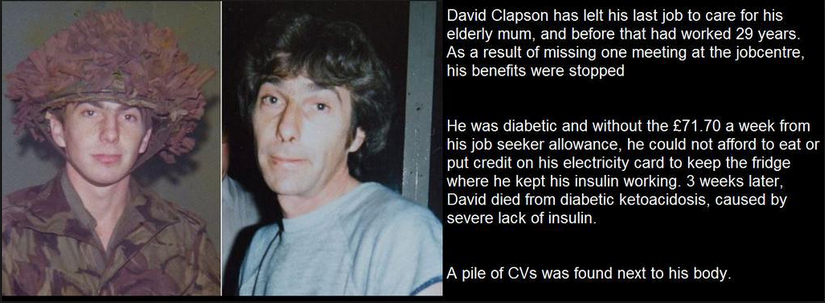 David Clapson has lelt his last job to care for his
elderly mum, and before that had worked 29 years.
As a result of missing one meeting at the jobcentre,
his benefits were stopped
He was diabetic and without the £71.70 a week from
his job seeker allowance, he could not afford to eat or
put credit on his electricity card to keep the fridge
where he kept his insulin working. 3 weeks later,
David died from diabetic ketoacidosis, caused by
severe lack of insulin.
A pile of CVs was found next to his body.